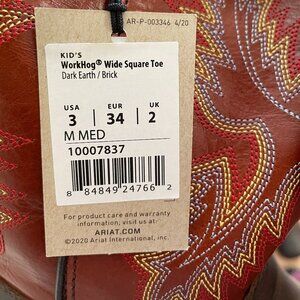 AR-P-003346 4/20
KID'S
WorkHog® Wide Square Toe
Dark Earth / Brick
USA EUR UK
3 34 2
M MED
10007837
8 84849 24766 2
For product care and warranty
information, visit us at
ARIAT.COM
©2020 Ariat International, Inc.